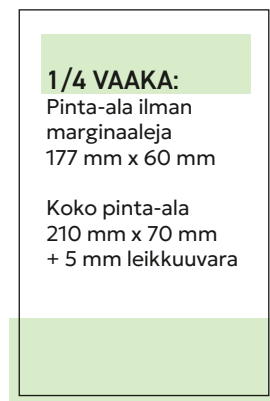 1/4 VAAKA:
Pinta-ala ilman
marginaaleja
177 mm x 60 mm
Koko pinta-ala
210 mm x 70 mm
+ 5 mm leikkuuvara